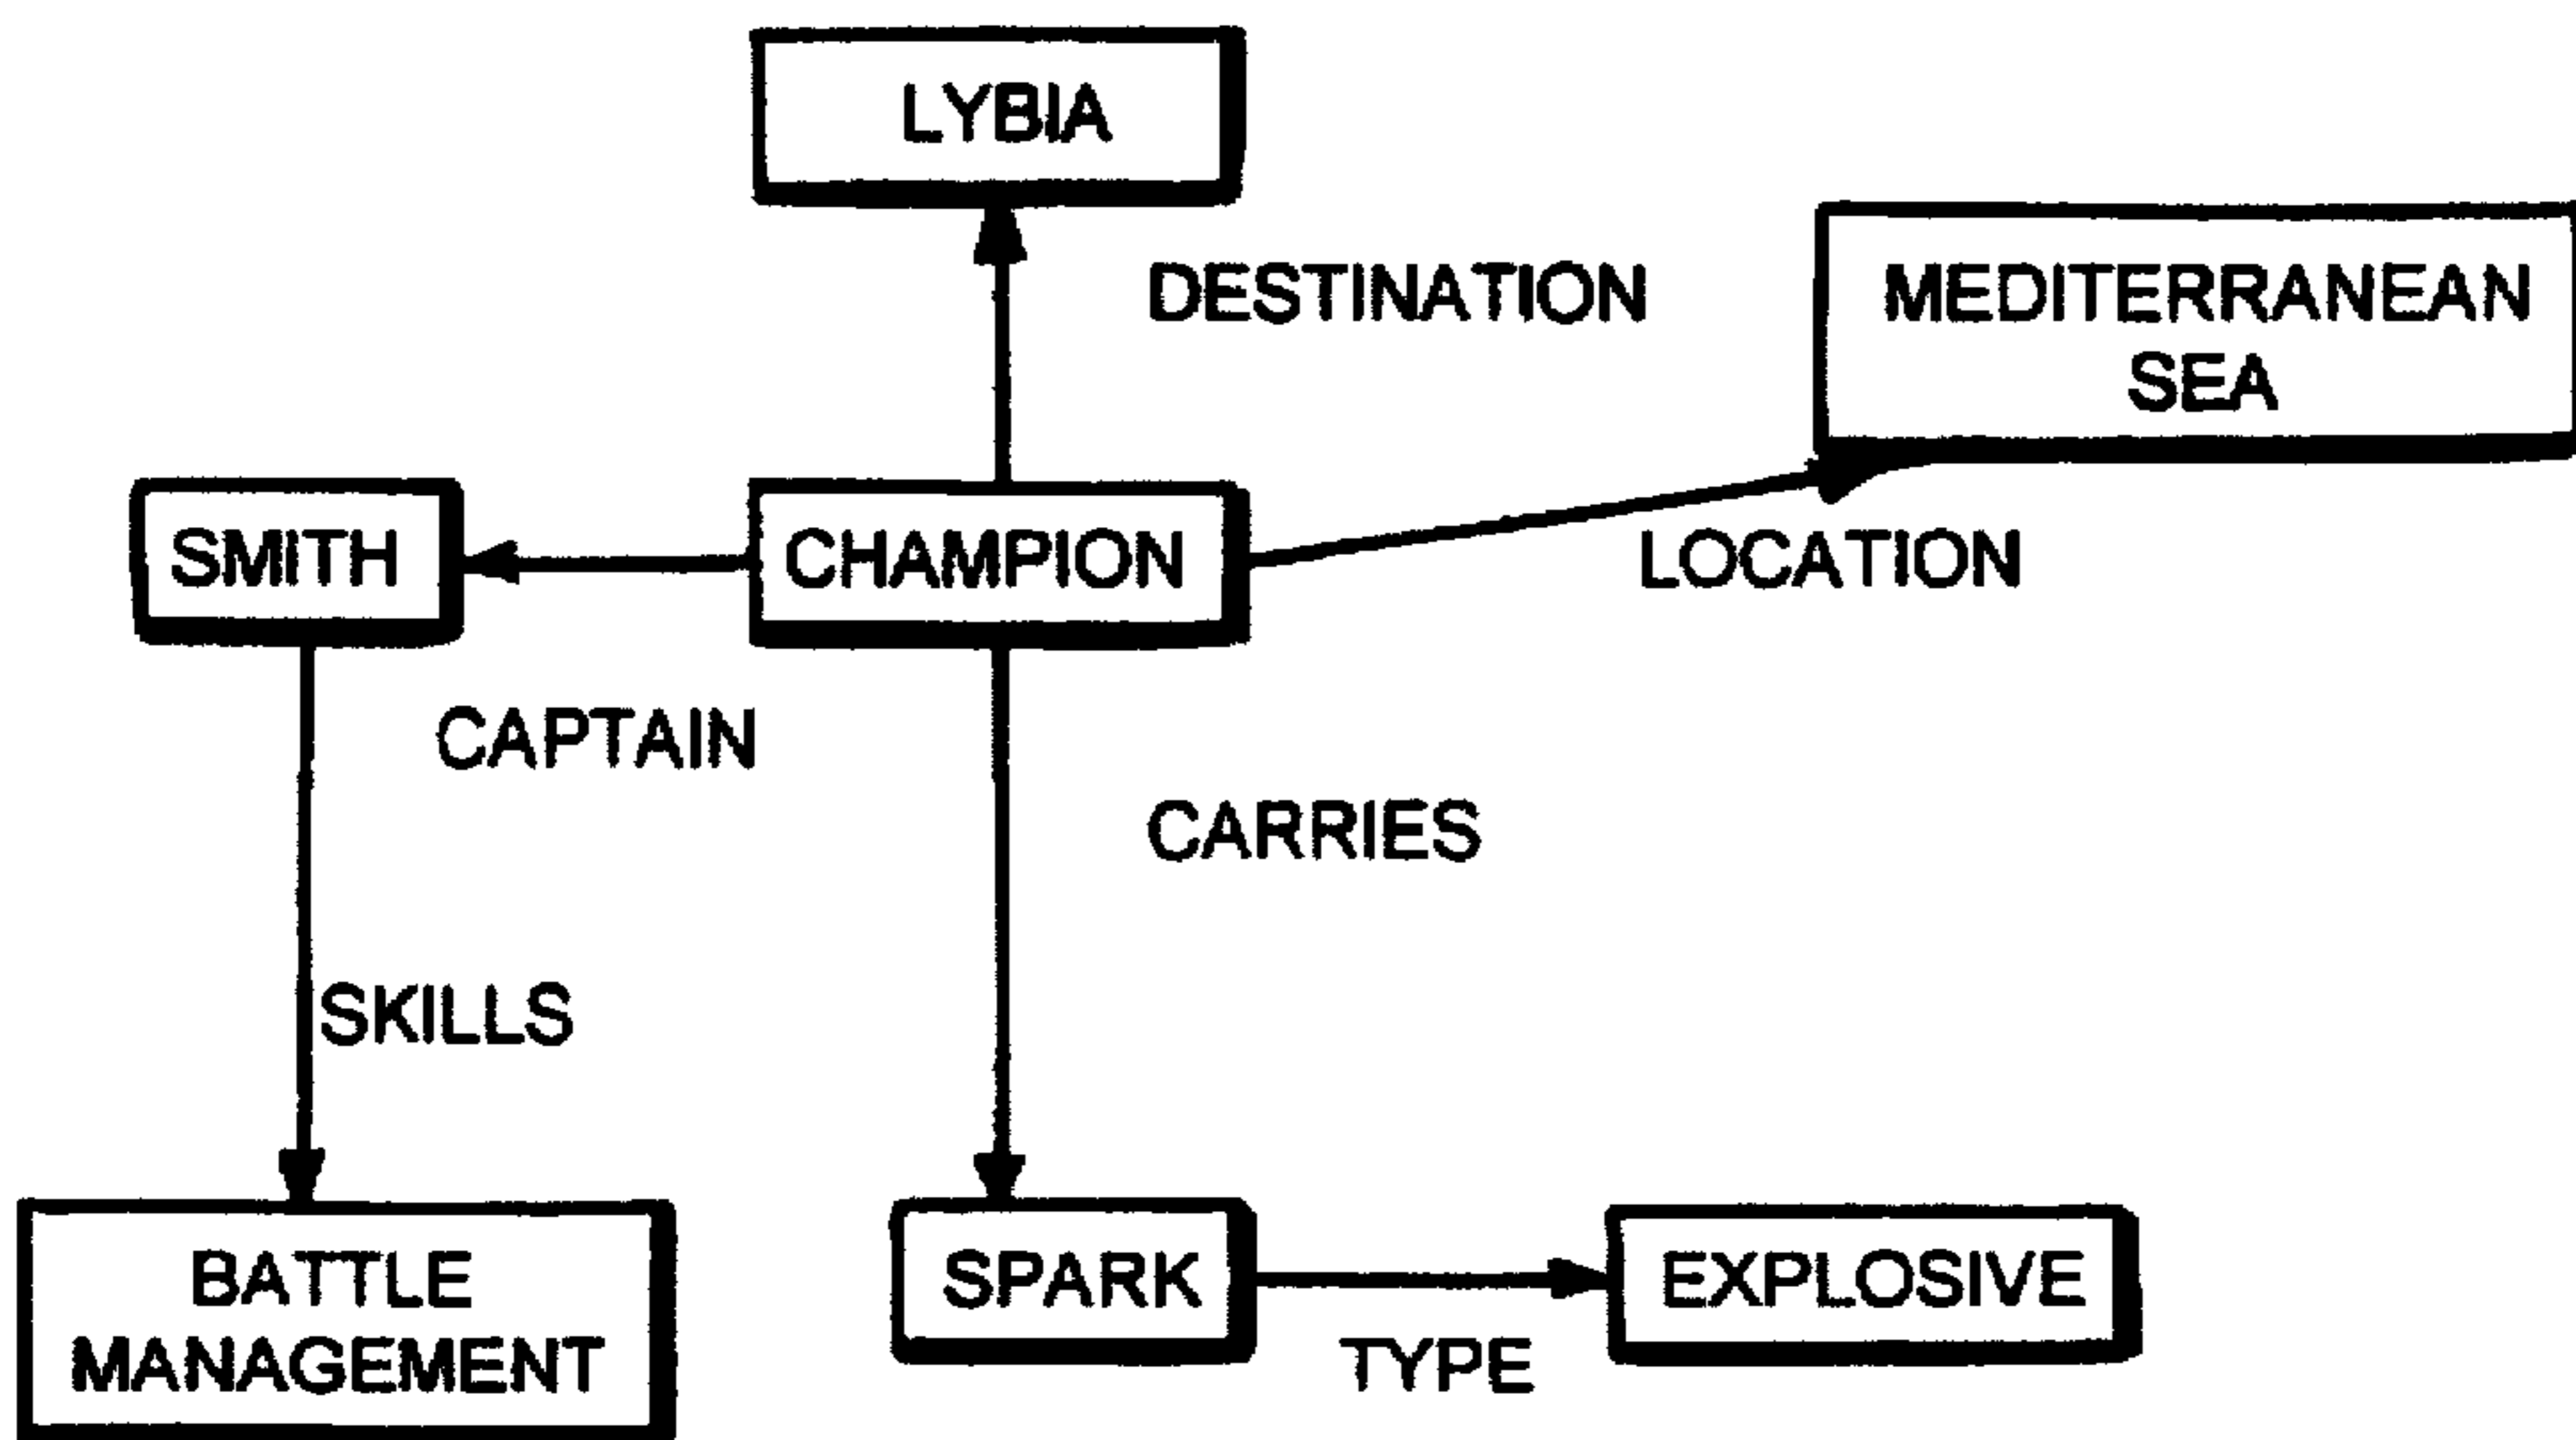 LYBIA
DESTINATION
MEDITERRANEAN
SEA
SMITH
CHAMPION
LOCATION
CAPTAIN
CARRIES
SKILLS
BATTLE
MANAGEMENT
SPARK
TYPE
EXPLOSIVE